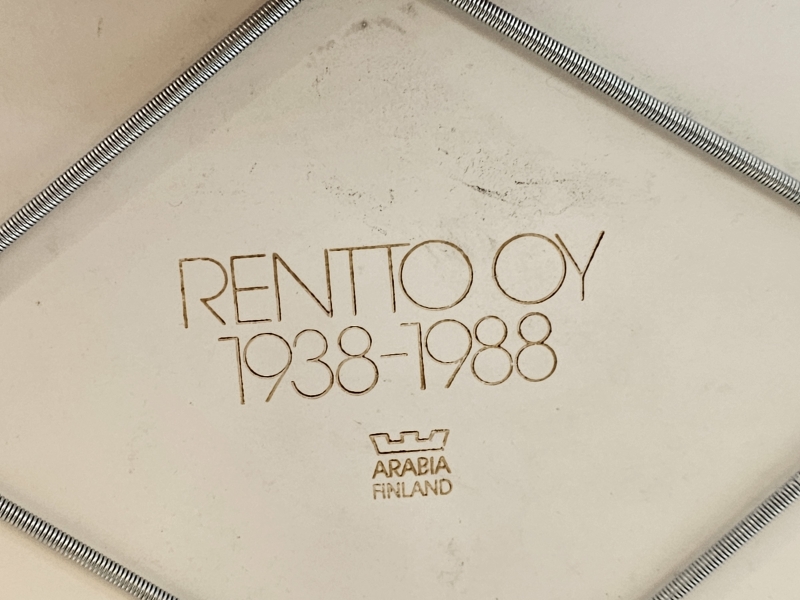 RENTTO OY
1938-1988
ARABIA
FINLAND